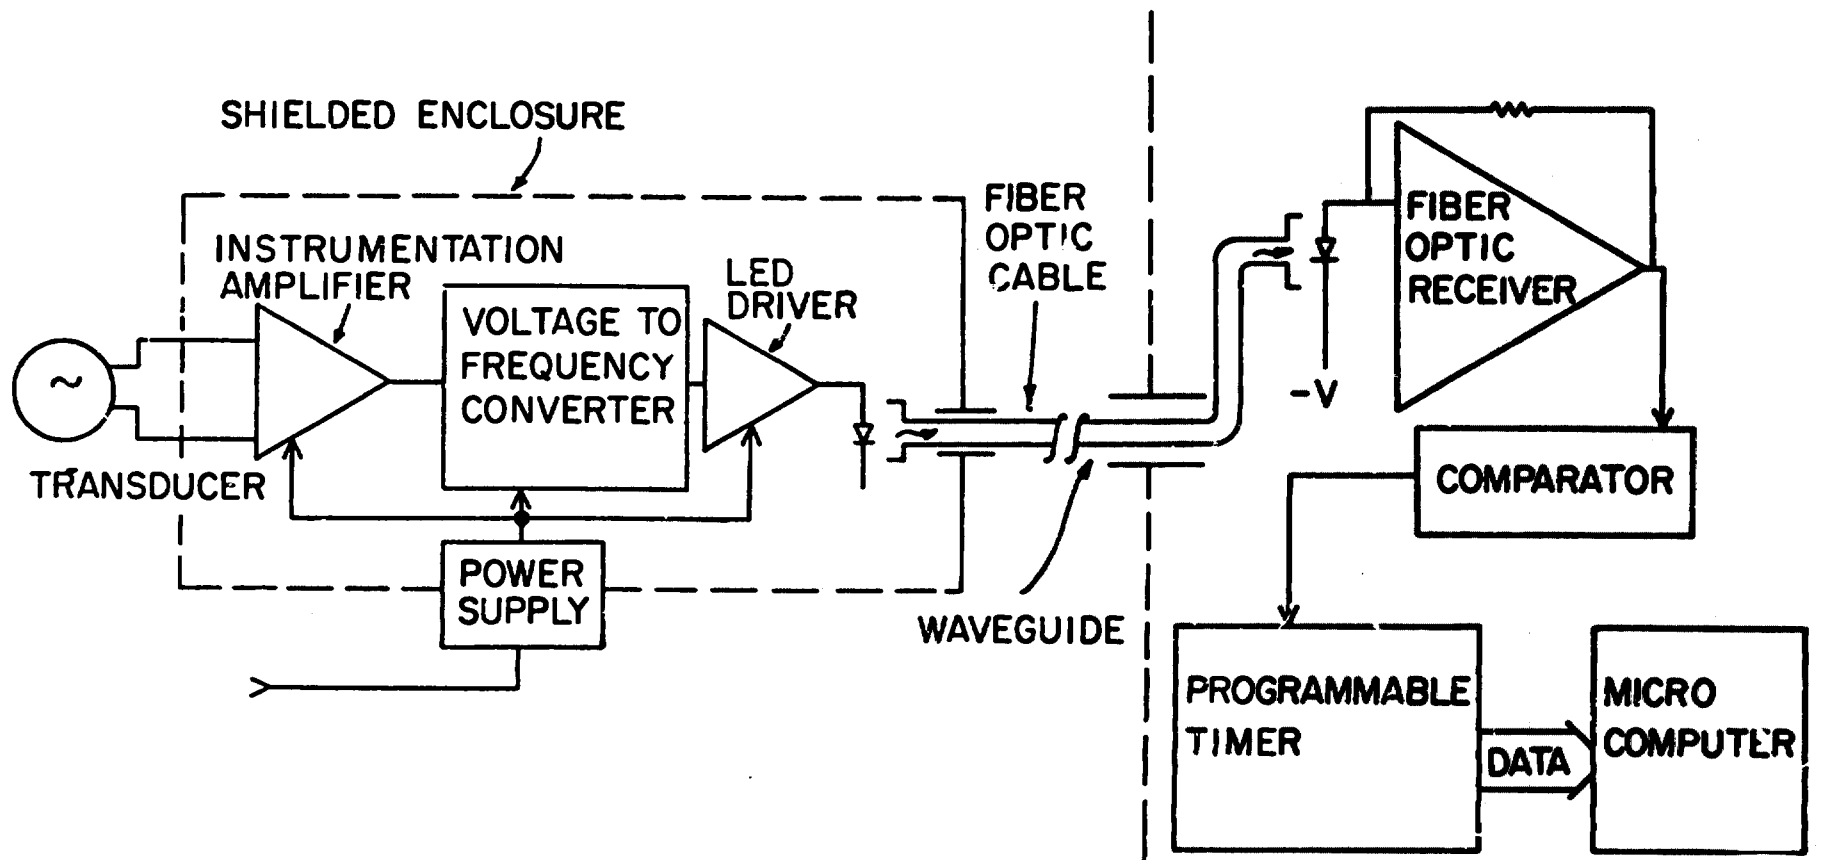 SHIELDED ENCLOSURE
INSTRUMENTATION
AMPLIFIER
VOLTAGE TO
FREQUENCY
CONVERTER
LED
DRIVER
FIBER
OPTIC
CABLE
~
TRANSDUCER
POWER
SUPPLY
WAVEGUIDE
-V
FIBER
OPTIC
RECEIVER
COMPARATOR
PROGRAMMABLE
TIMER
DATA
MICRO
COMPUTER